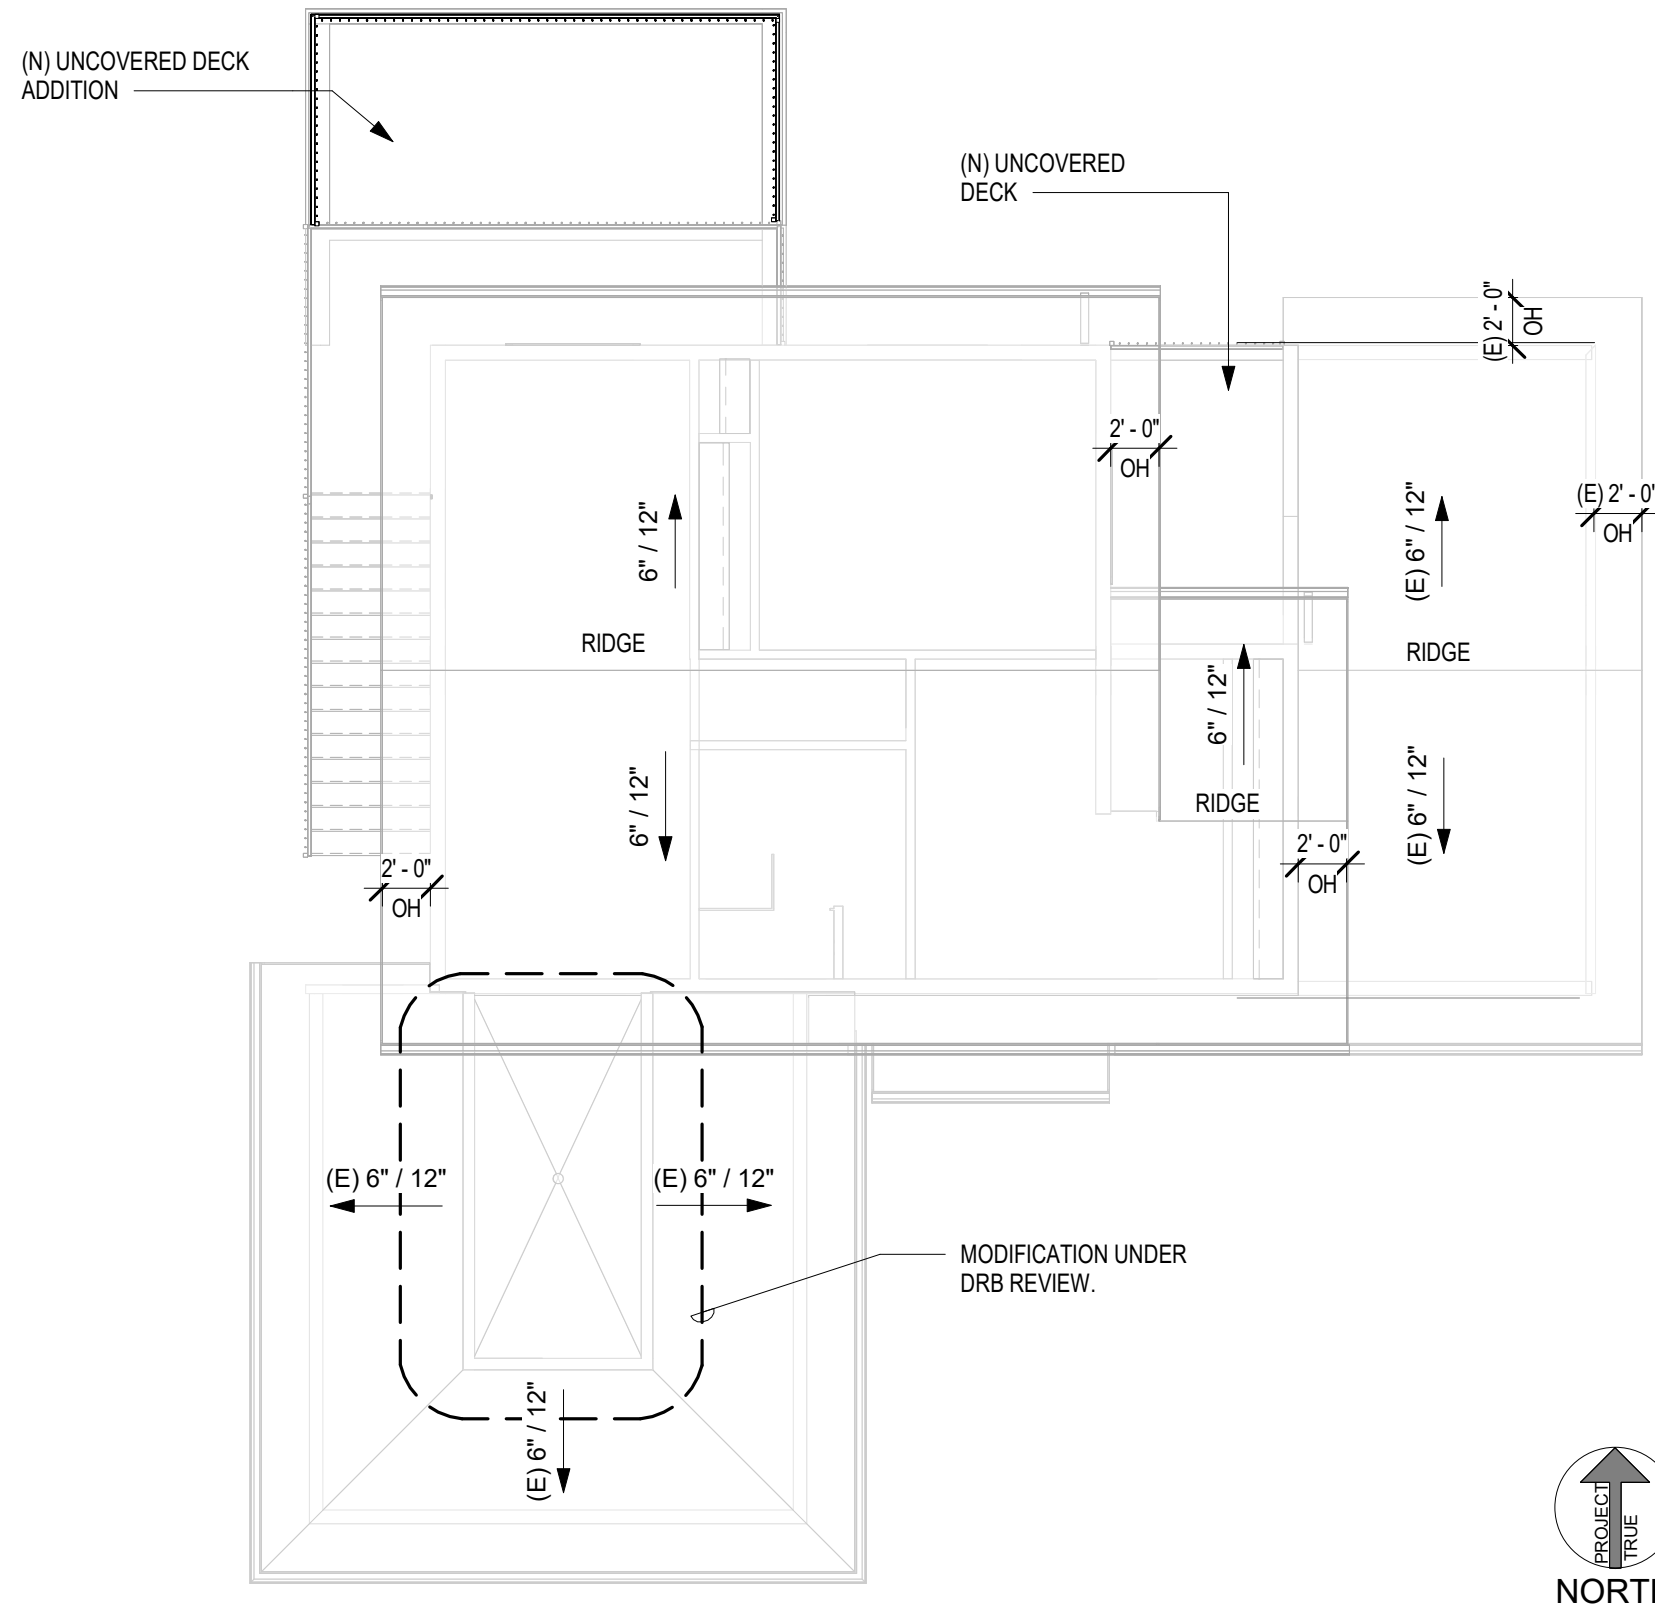 (N) UNCOVERED DECK
ADDITION
(N) UNCOVERED
DECK
(E) 2' - 0"
OH
2' - 0"
OH
(E) 2' - 0"
OH
6" / 12"
(E) 6" / 12"
RIDGE
RIDGE
6" / 12"
6" / 12"
RIDGE
(E) 6" / 12"
2' - 0"
OH
2' - 0"
OH
(E) 6" / 12"
(E) 6" / 12"
MODIFICATION UNDER
DRB REVIEW.
(E) 6" / 12"
PROJECT
TRUE
NORTH